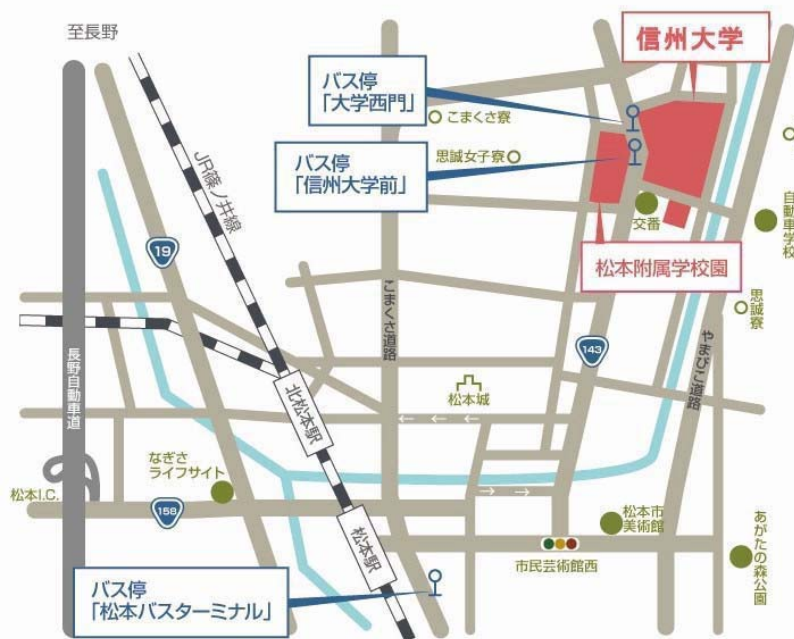 至長野
信州大学
バス停
「大学西門」
こまくさ寮
バス停
「信州大学前」
思誠女子寮
JR篠ノ井線
交番
自動車学校
松本附属学校園
19
こまくさ道路
思誠寮
143
やまびこ道路
長野自動車道
北松本駅
松本城
← ← ←
なぎさ
ライフサイト
松本I.C.
158
→ →
松本市
美術館
松本駅
市民芸術館西
あがたの森公園
バス停
「松本バスターミナル」